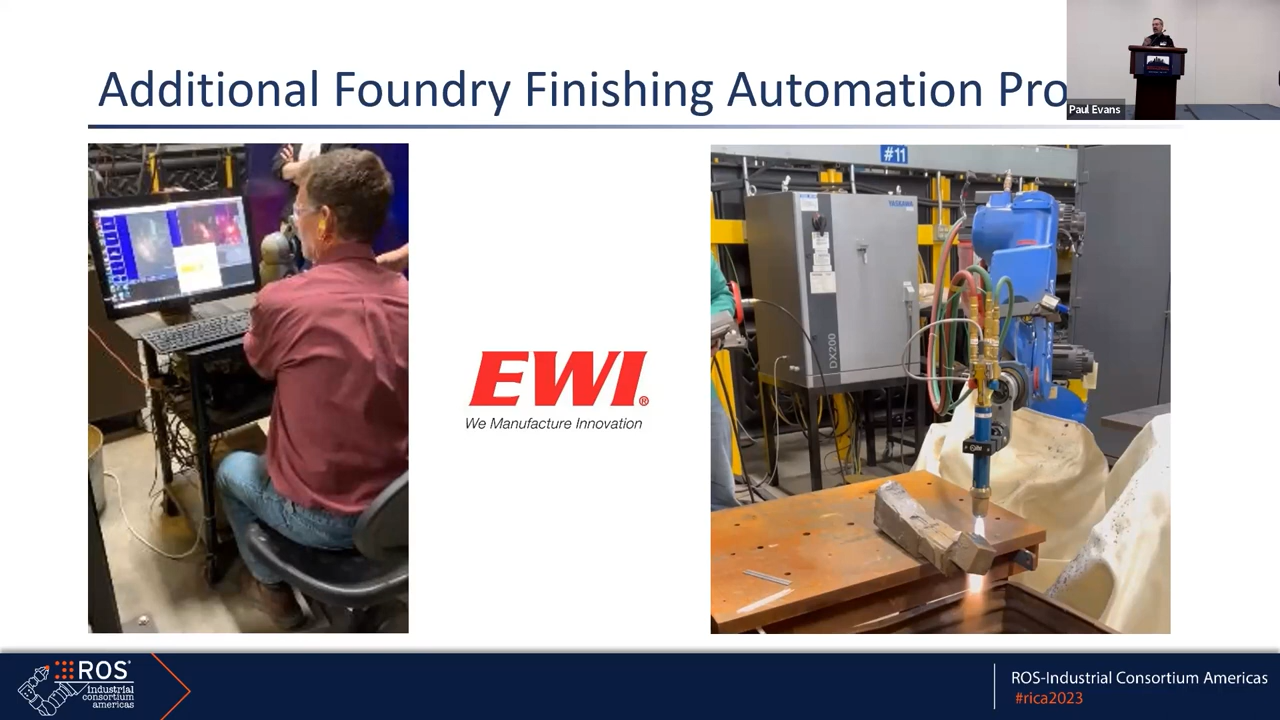 Additional Foundry Finishing Automation Pro
Paul Evans
#11
YASKAWA
DX200
EWI®
We Manufacture Innovation
ROS®
industrial
consortium
americas
ROS-Industrial Consortium Americas
#rica2023